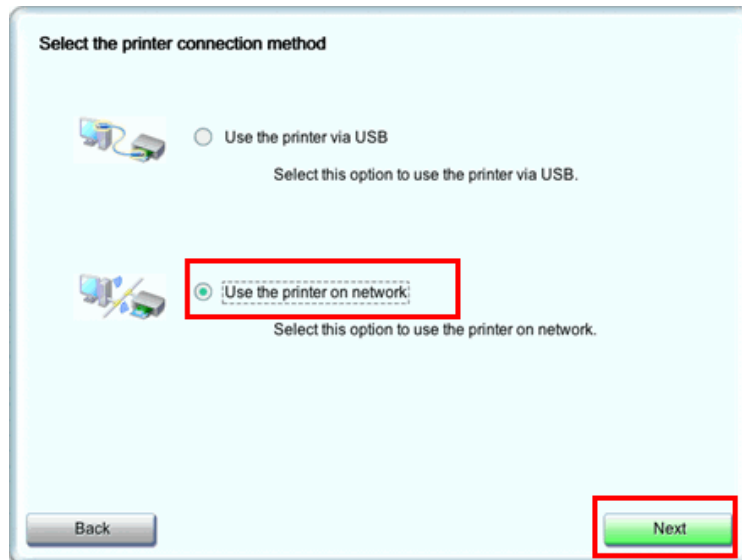 Select the printer connection method
Use the printer via USB
Select this option to use the printer via USB.
Use the printer on network
Select this option to use the printer on network.
Back
Next